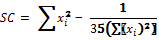 SC = ∑xᵢ² − 1/35(∑〖xᵢ)²〗